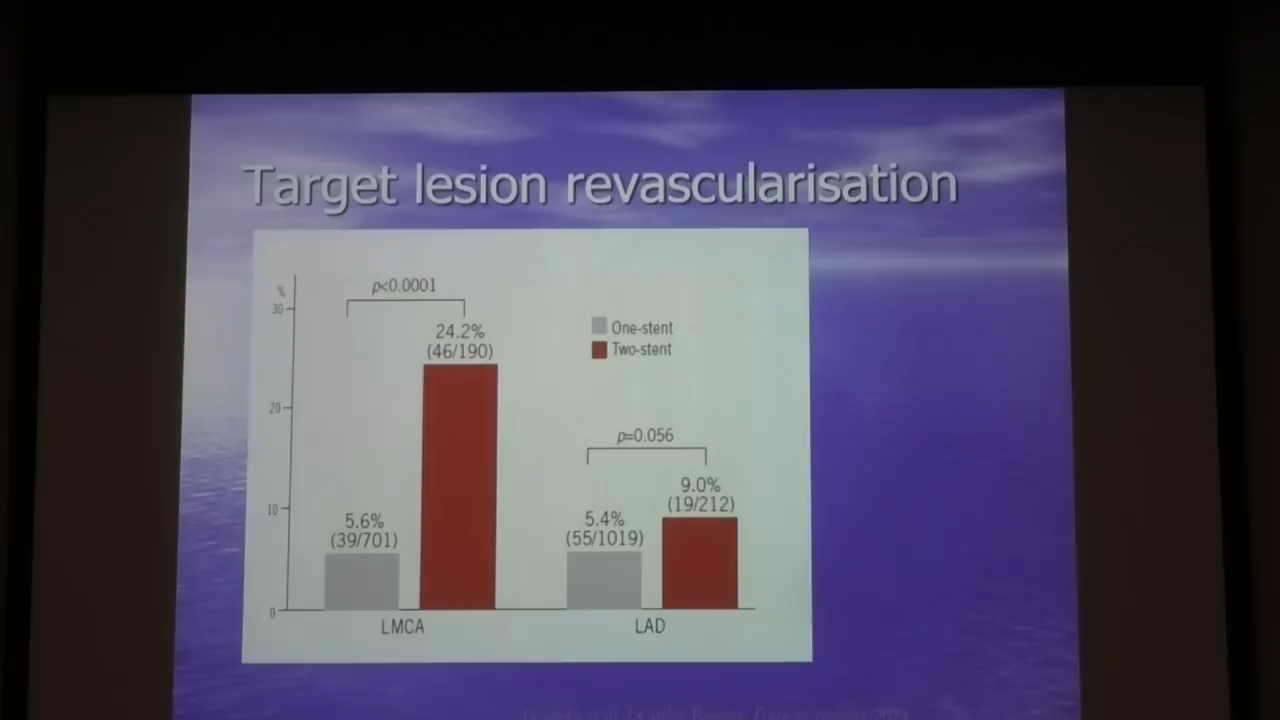 Target lesion revascularisation
%
30
20
10
0
p<0.0001
24.2%
(46/190)
5.6%
(39/701)
LMCA
One-stent
Two-stent
p=0.056
9.0%
(19/212)
5.4%
(55/1019)
LAD